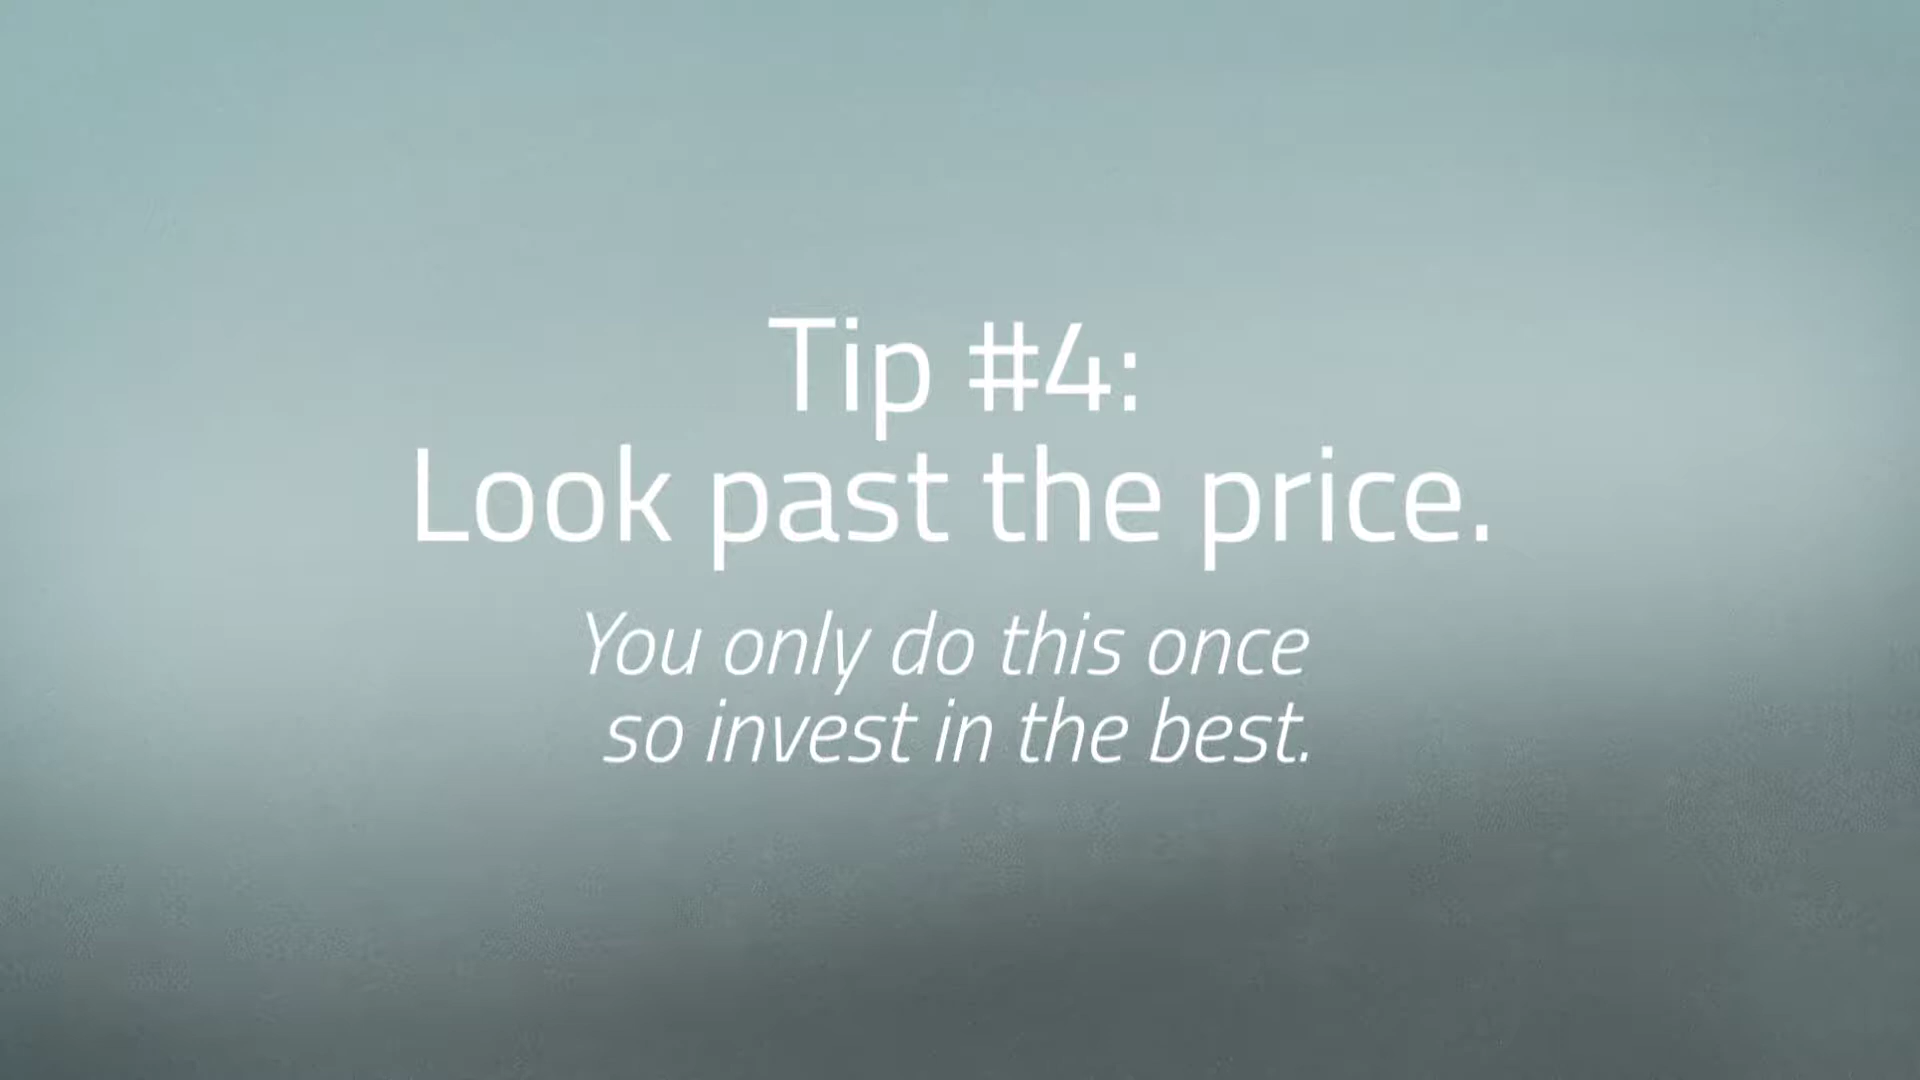 Tip #4:
Look past the price.
You only do this once
so invest in the best.